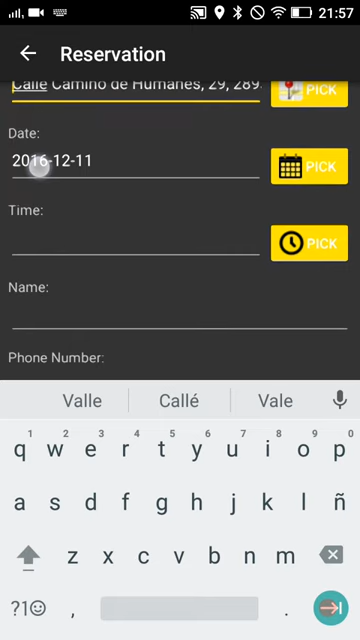 21:57
Reservation
Calle Camino de Humanes, 29, 289
PICK
Date:
2016-12-11
PICK
Time:
PICK
Name:
Phone Number:
Valle Callé Vale
1 2 3 4 5 6 7 8 9 0
q w e r t y u i o p
a s d f g h j k l ñ
z x c v b n m
?1 , .